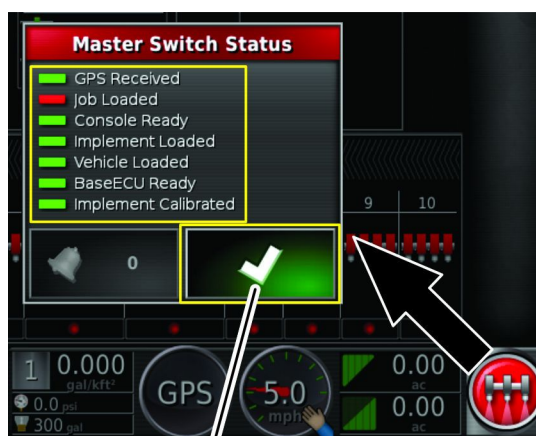 Master Switch Status
GPS Received
Job Loaded
Console Ready
Implement Loaded
Vehicle Loaded
BaseECU Ready
Implement Calibrated
0
9 10
1 0.000
gal/kft²
0.0 psi
300 gal
GPS
5.0
mph
0.00
ac
0.00
ac